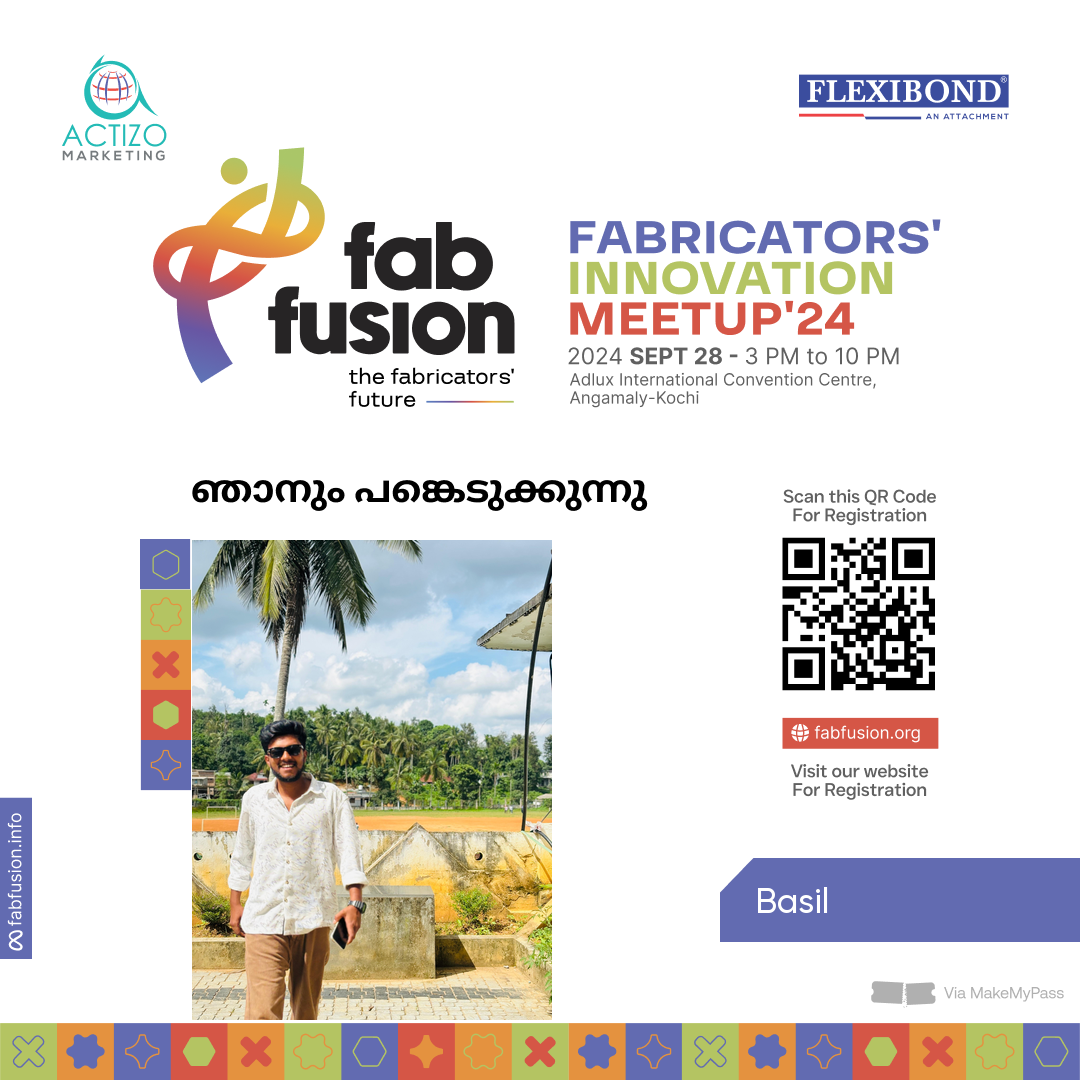 ACTIZO
MARKETING
FLEXIBOND®
AN ATTACHMENT
fab
fusion
the fabricators'
future
FABRICATORS'
INNOVATION
MEETUP'24
2024 SEPT 28 - 3 PM to 10 PM
Adlux International Convention Centre,
Angamaly-Kochi
ഞാനും പങ്കെടുക്കുന്നു
Scan this QR Code
For Registration
fabfusion.org
Visit our website
For Registration
fabfusion.info
Basil
Via MakeMyPass